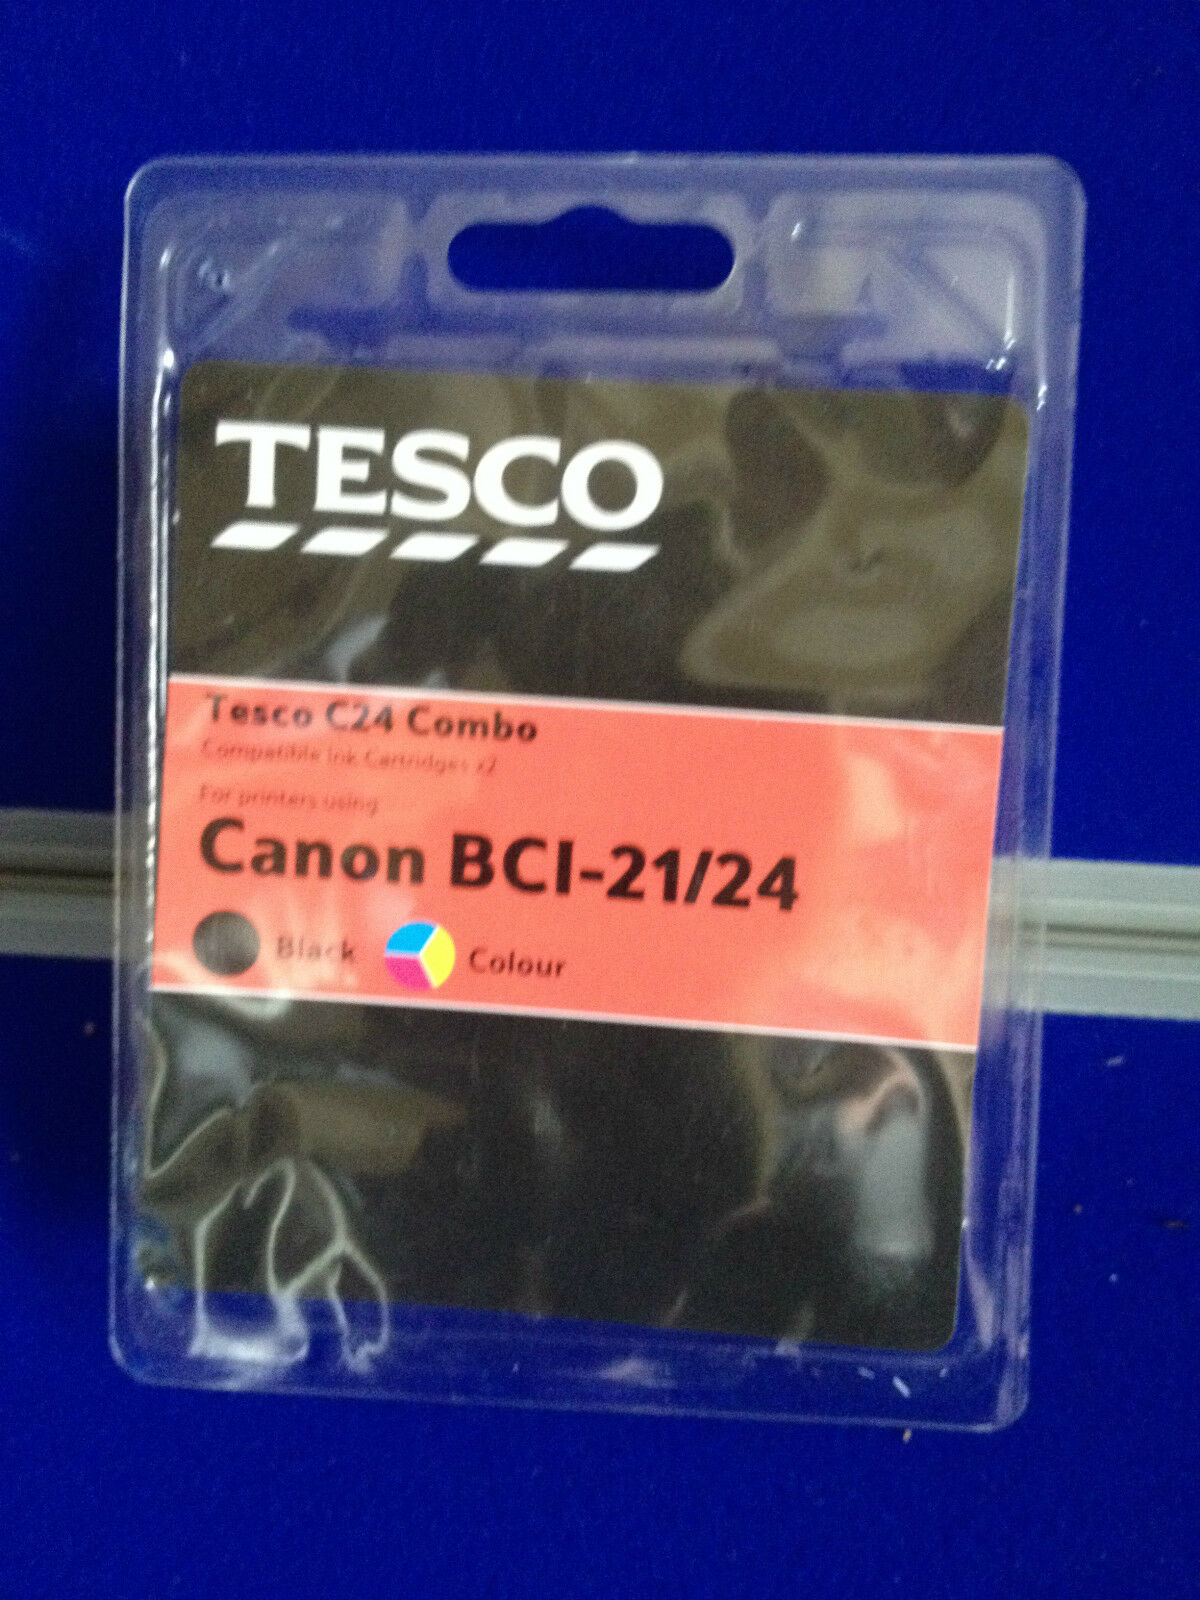 TESCO
Tesco C24 Combo
Compatible Ink Cartridges x2
For printers using
Canon BCI-21/24
Black Colour